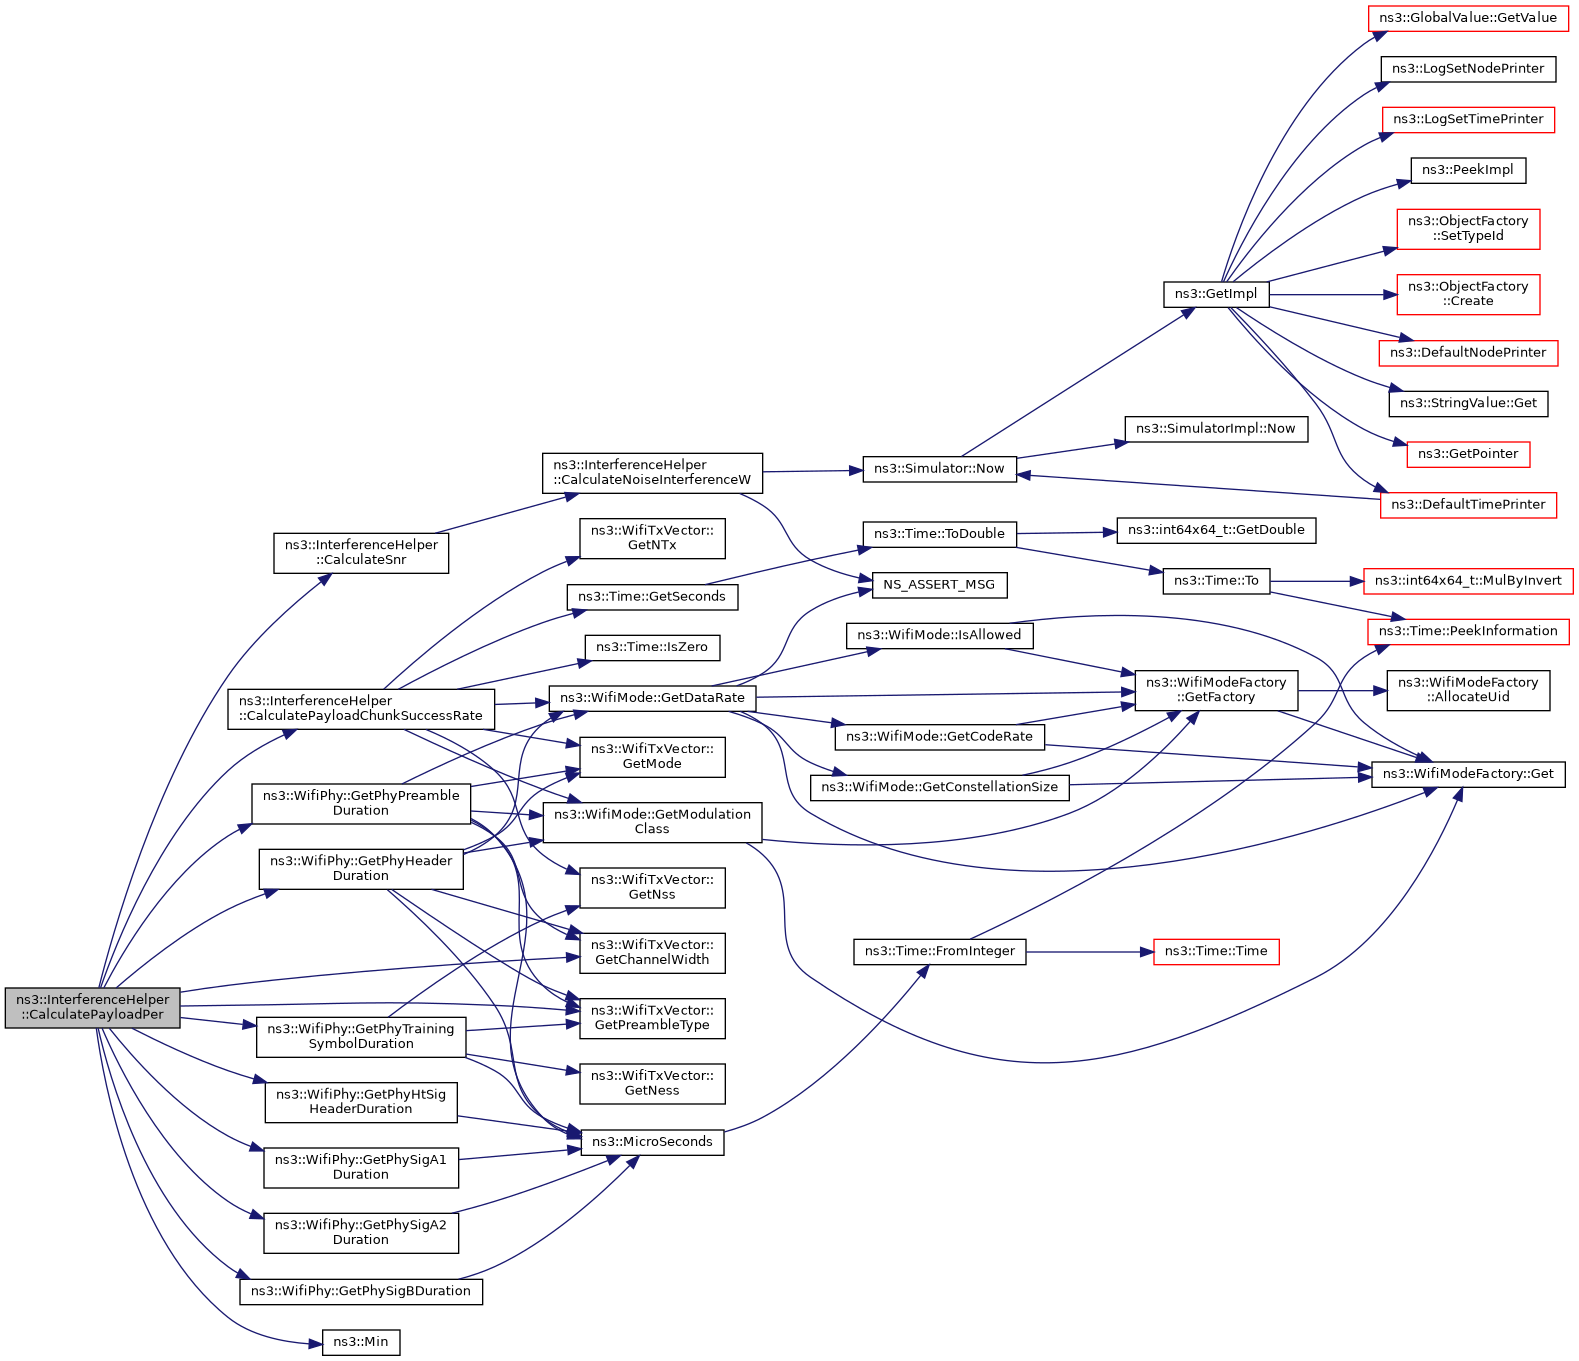 ns3::GlobalValue::GetValue
ns3::LogSetNodePrinter
ns3::LogSetTimePrinter
ns3::PeekImpl
ns3::ObjectFactory
::SetTypeId
ns3::GetImpl
ns3::ObjectFactory
::Create
ns3::DefaultNodePrinter
ns3::StringValue::Get
ns3::SimulatorImpl::Now
ns3::GetPointer
ns3::InterferenceHelper
::CalculateNoiseInterferenceW
ns3::Simulator::Now
ns3::DefaultTimePrinter
ns3::InterferenceHelper
::CalculateSnr
ns3::WifiTxVector::
GetNTx
ns3::Time::ToDouble
ns3::int64x64_t::GetDouble
ns3::Time::GetSeconds
NS_ASSERT_MSG
ns3::Time::To
ns3::int64x64_t::MulByInvert
ns3::Time::IsZero
ns3::WifiMode::IsAllowed
ns3::Time::PeekInformation
ns3::InterferenceHelper
::CalculatePayloadChunkSuccessRate
ns3::WifiMode::GetDataRate
ns3::WifiModeFactory
::GetFactory
ns3::WifiModeFactory
::AllocateUid
ns3::WifiTxVector::
GetMode
ns3::WifiMode::GetCodeRate
ns3::WifiPhy::GetPhyPreamble
Duration
ns3::WifiMode::GetConstellationSize
ns3::WifiModeFactory::Get
ns3::WifiMode::GetModulation
Class
ns3::WifiPhy::GetPhyHeader
Duration
ns3::WifiTxVector::
GetNss
ns3::WifiTxVector::
GetChannelWidth
ns3::Time::FromInteger
ns3::Time::Time
ns3::InterferenceHelper
::CalculatePayloadPer
ns3::WifiTxVector::
GetPreambleType
ns3::WifiPhy::GetPhyTraining
SymbolDuration
ns3::WifiTxVector::
GetNess
ns3::WifiPhy::GetPhyHtSig
HeaderDuration
ns3::MicroSeconds
ns3::WifiPhy::GetPhySigA1
Duration
ns3::WifiPhy::GetPhySigA2
Duration
ns3::WifiPhy::GetPhySigBDuration
ns3::Min